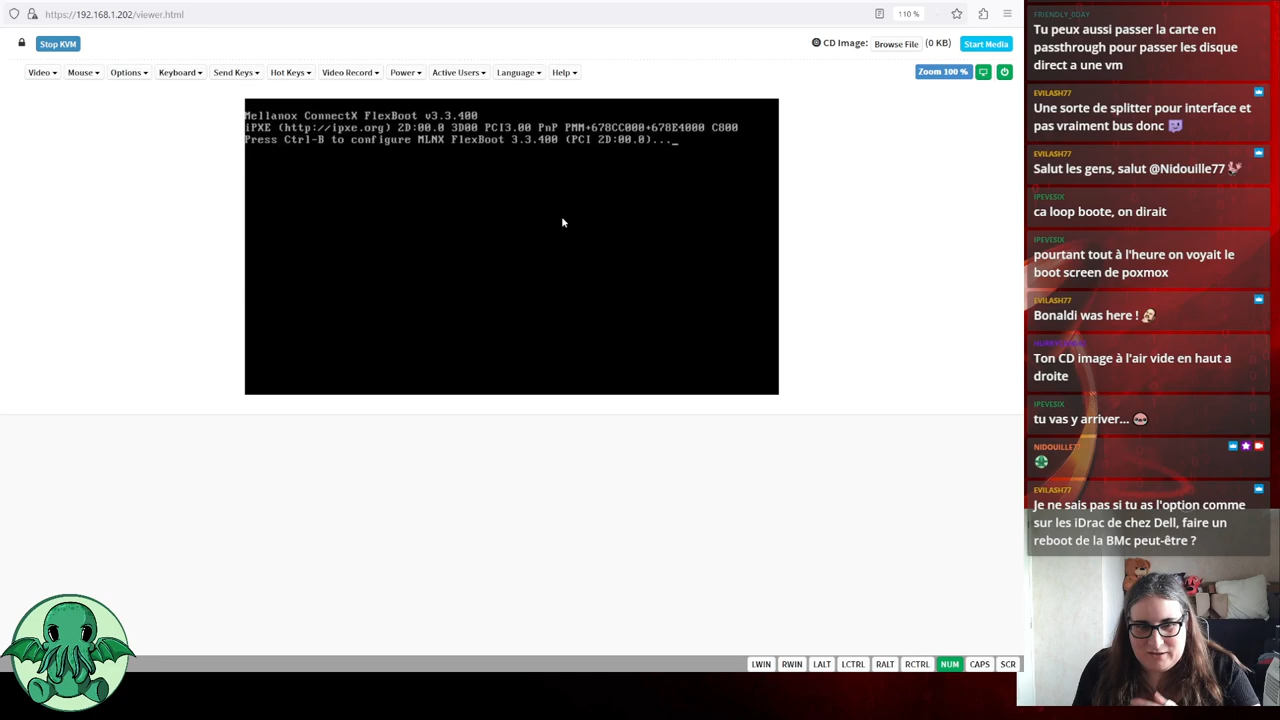 https://192.168.1.202/viewer.html
110 %
Stop KVM
CD Image:
Browse File
(0 KB)
Start Media
Video
Mouse
Options
Keyboard
Send Keys
Hot Keys
Video Record
Power
Active Users
Language
Help
Zoom 100 %
Mellanox ConnectX FlexBoot v3.3.400
iPXE (http://ipxe.org) 2D:00.0 3D00 PCI3.00 PnP PMM+678CC000+678E4000 C800
Press Ctrl-B to configure MLNX FlexBoot 3.3.400 (PCI 2D:00.0)..._
LWIN
RWIN
LALT
LCTRL
RALT
RCTRL
NUM
CAPS
SCR
FRIENDLY_0DAY
Tu peux aussi passer la carte en
passthrough pour passer les disque
direct a une vm
EVILASH77
Une sorte de splitter pour interface et
pas vraiment bus donc
EVILASH77
Salut les gens, salut @Nidouille77
IPEVESIX
ca loop boote, on dirait
IPEVESIX
pourtant tout à l'heure on voyait le
boot screen de poxmox
EVILASH77
Bonaldi was here !
Ton CD image à l'air vide en haut a
droite
IPEVESIX
tu vas y arriver...
NIDOUILLE77
EVILASH77
Je ne sais pas si tu as l'option comme
sur les iDrac de chez Dell, faire un
reboot de la BMc peut-être ?